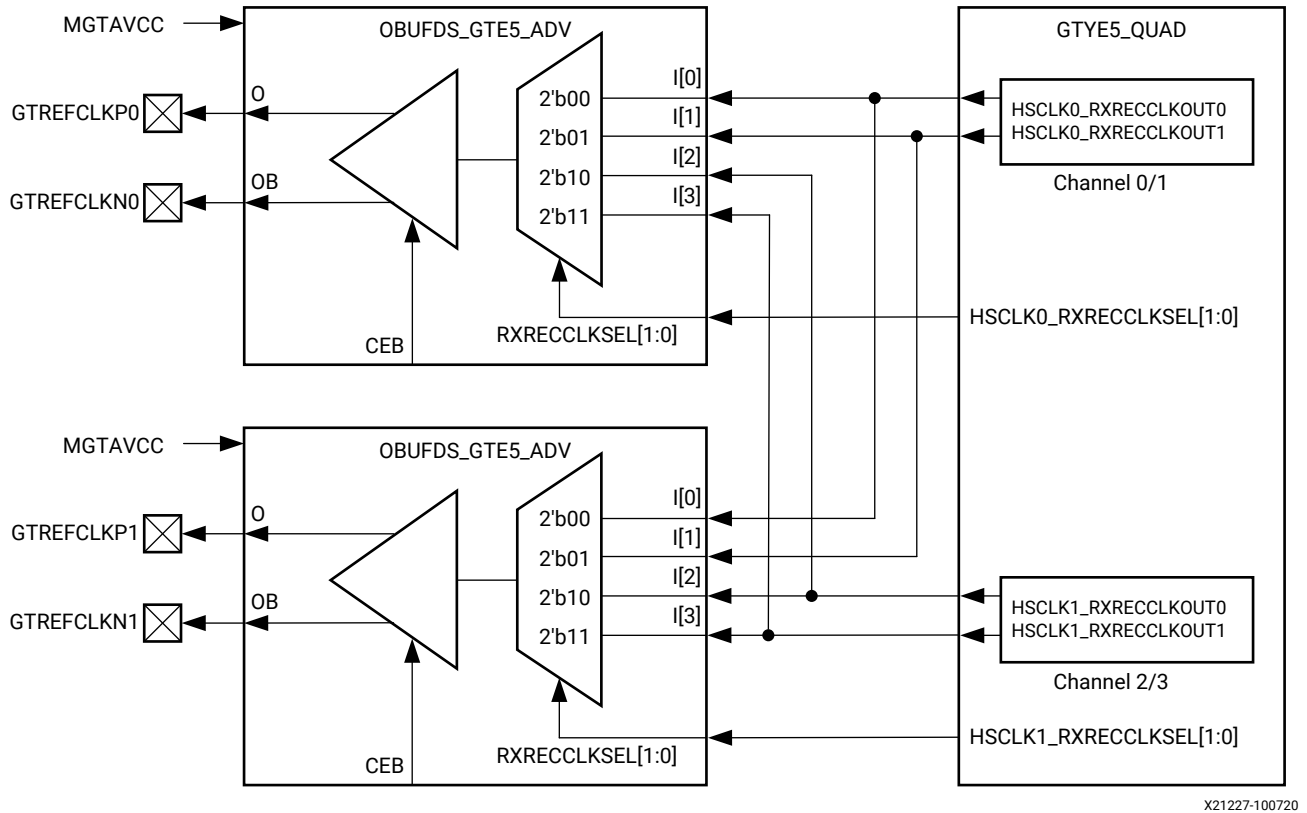 MGTAVCC
OBUFDS_GTE5_ADV
GTYE5_QUAD
I[0]
2'b00
O
GTREFCLKP0
HSCLK0_RXRECCLKOUT0
I[1]
2'b01
HSCLK0_RXRECCLKOUT1
I[2]
2'b10
OB
GTREFCLKN0
Channel 0/1
I[3]
2'b11
HSCLK0_RXRECCLKSEL[1:0]
RXRECCLKSEL[1:0]
CEB
MGTAVCC
OBUFDS_GTE5_ADV
I[0]
2'b00
O
GTREFCLKP1
I[1]
2'b01
I[2]
2'b10
OB
GTREFCLKN1
HSCLK1_RXRECCLKOUT0
I[3]
2'b11
HSCLK1_RXRECCLKOUT1
Channel 2/3
HSCLK1_RXRECCLKSEL[1:0]
RXRECCLKSEL[1:0]
CEB
X21227-100720